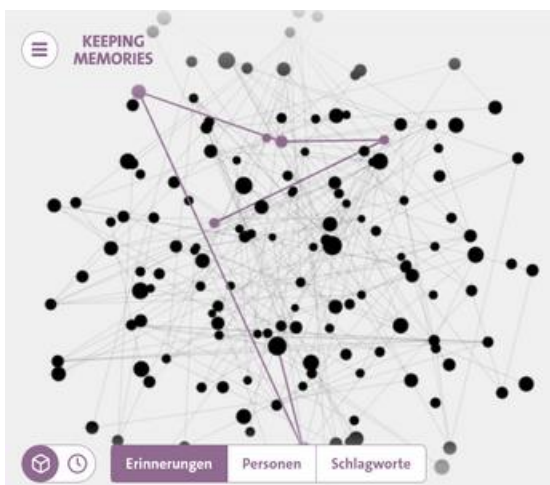 KEEPING
MEMORIES
Erinnerungen
Personen
Schlagworte